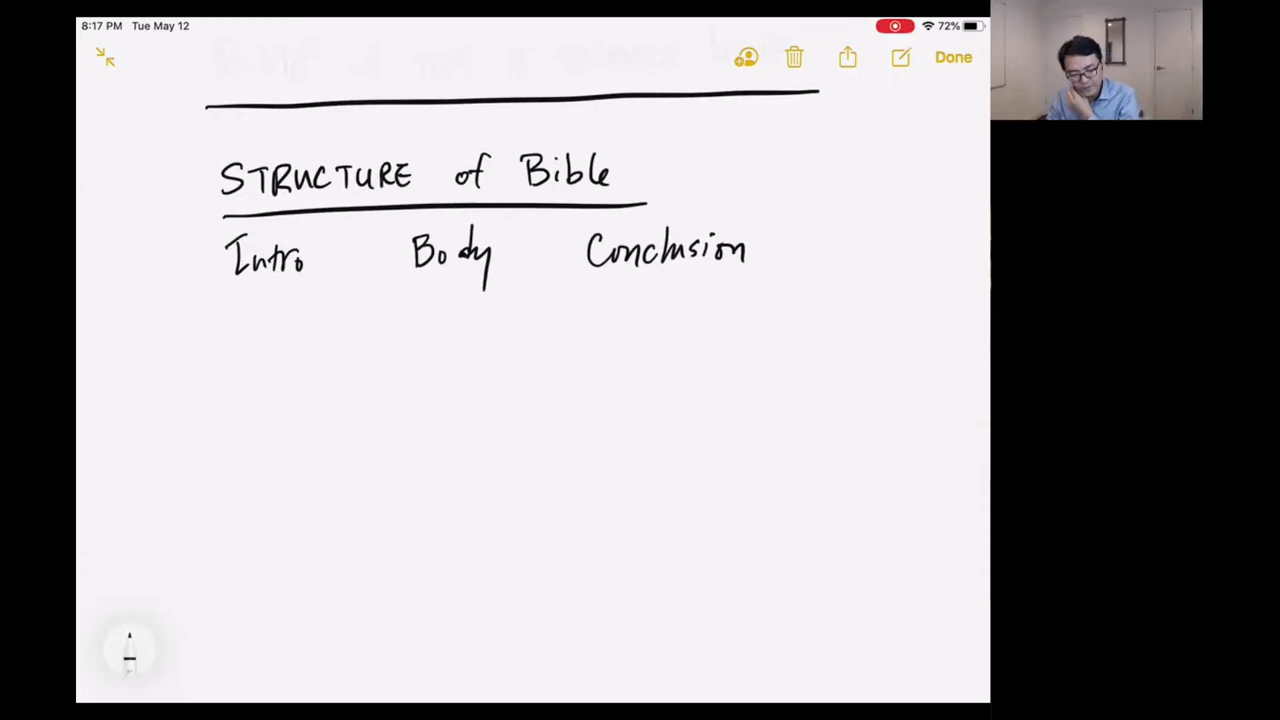 8:17 PM Tue May 12 72%
Done
STRUCTURE of Bible
Intro Body Conclusion